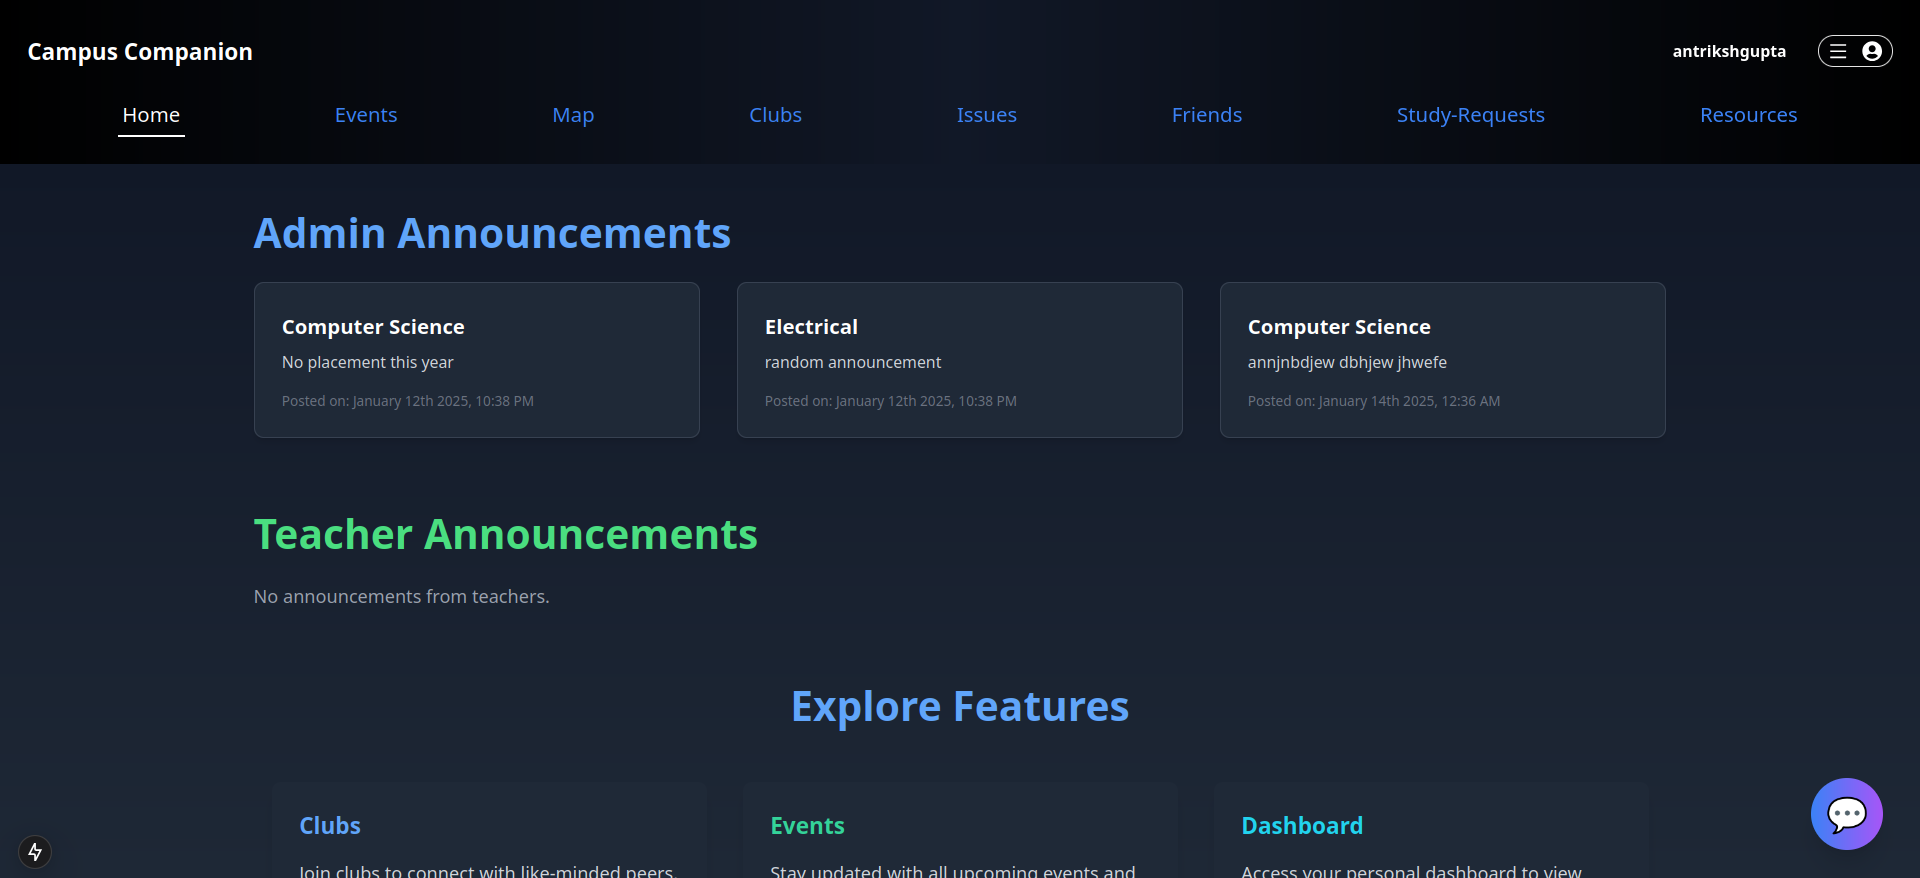 Campus Companion
antrikshgupta
Home Events Map Clubs Issues Friends Study-Requests Resources
Admin Announcements
Computer Science
No placement this year
Posted on: January 12th 2025, 10:38 PM
Electrical
random announcement
Posted on: January 12th 2025, 10:38 PM
Computer Science
annjnbdjew dbhjew jhwefe
Posted on: January 14th 2025, 12:36 AM
Teacher Announcements
No announcements from teachers.
Explore Features
Clubs
Join clubs to connect with like-minded peers.
Events
Stay updated with all upcoming events and
Dashboard
Access your personal dashboard to view